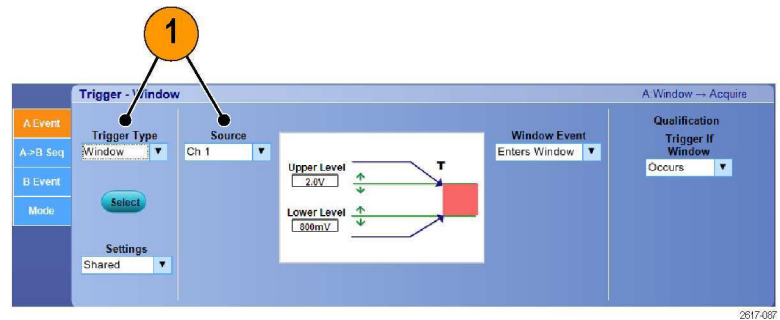 1
Trigger - Window
A:Window → Acquire
A Event
A->B Seq
B Event
Mode
Trigger Type
Window
Select
Settings
Shared
Source
Ch 1
Upper Level
2.0V
Lower Level
800mV
T
Window Event
Enters Window
Qualification
Trigger If
Window
Occurs
2617-087